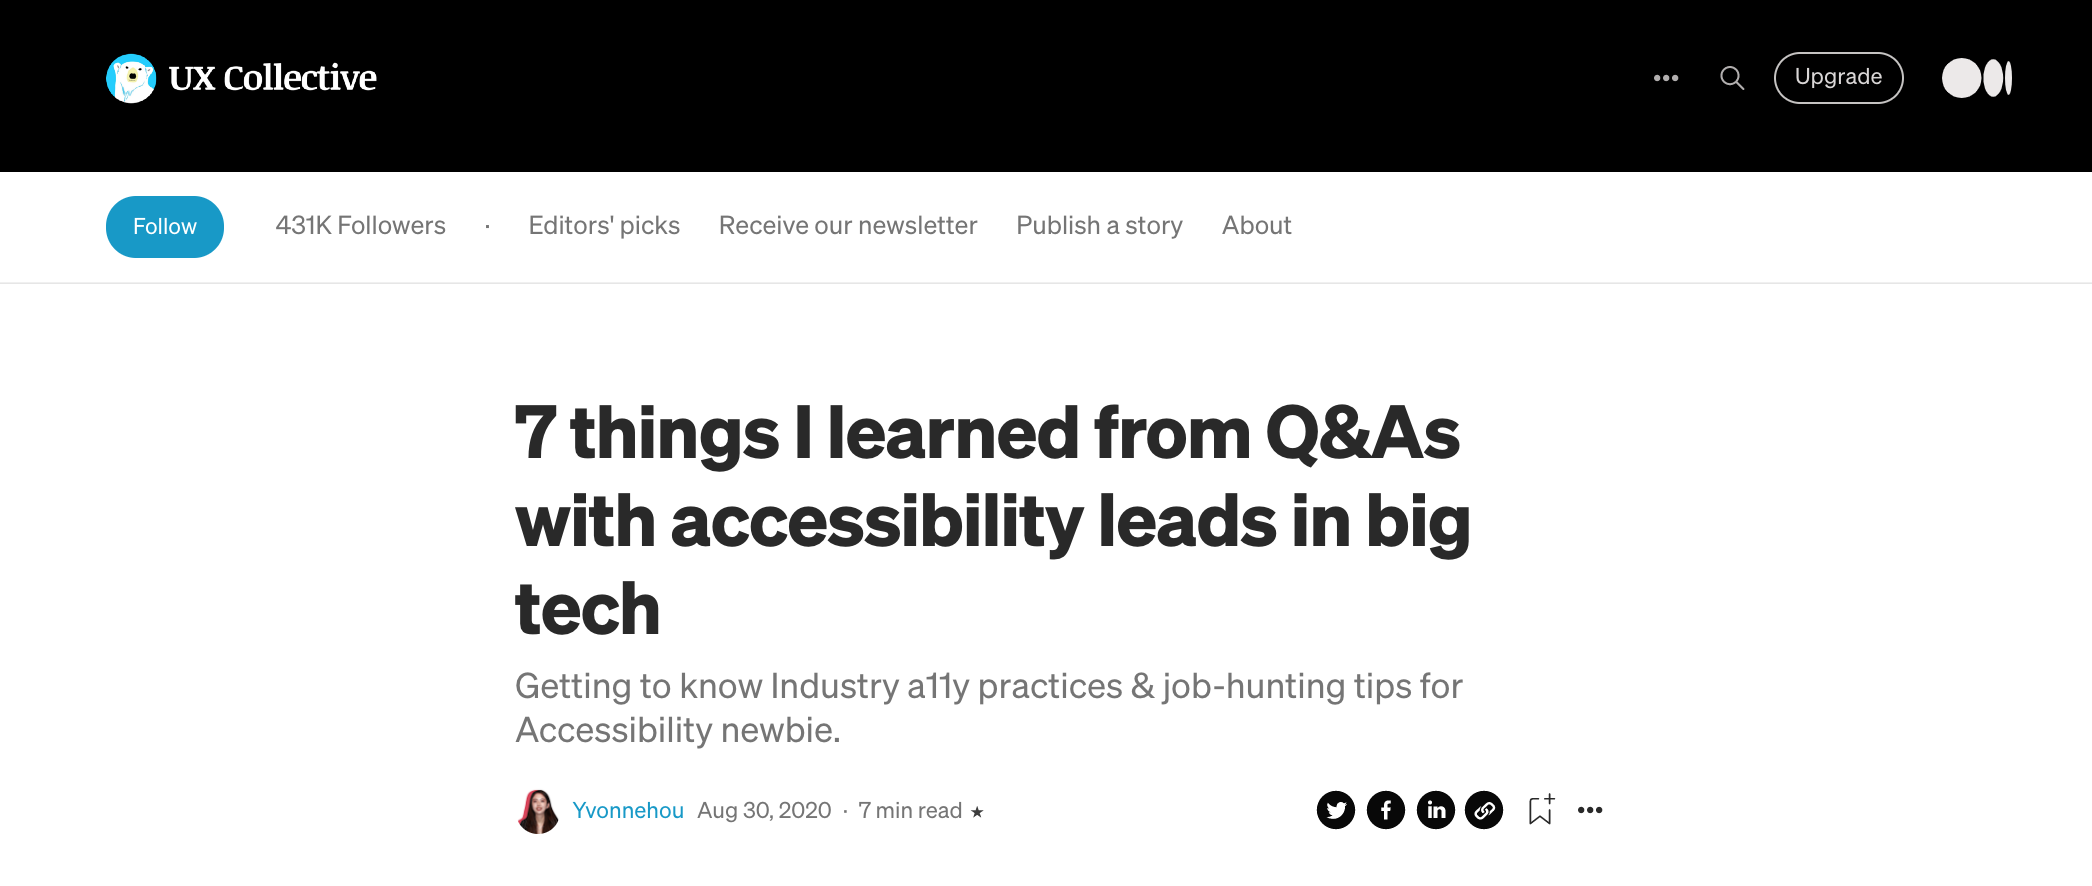 UX Collective
Upgrade
Follow
431K Followers · Editors' picks Receive our newsletter Publish a story About
7 things I learned from Q&As
with accessibility leads in big
tech
Getting to know Industry a11y practices & job-hunting tips for
Accessibility newbie.
Yvonnehou Aug 30, 2020 · 7 min read ★